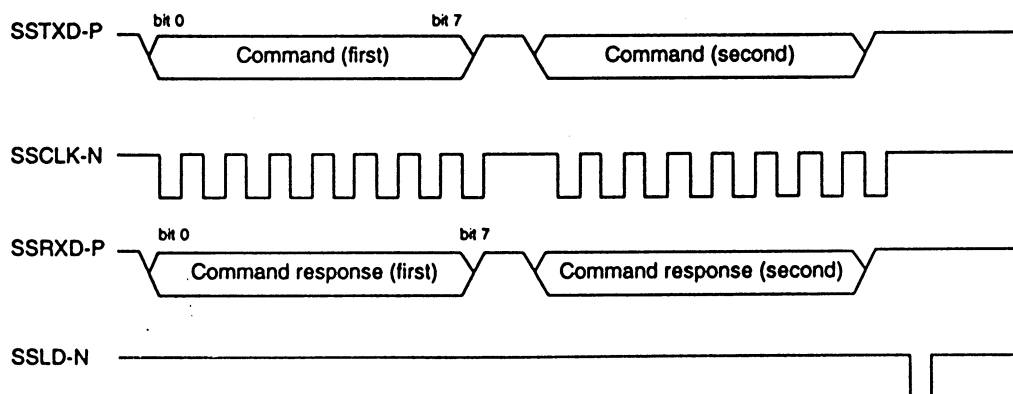 bit 0 bit 7
SSTXD-P Command (first) Command (second)
SSCLK-N
bit 0 bit 7
SSRXD-P Command response (first) Command response (second)
SSLD-N